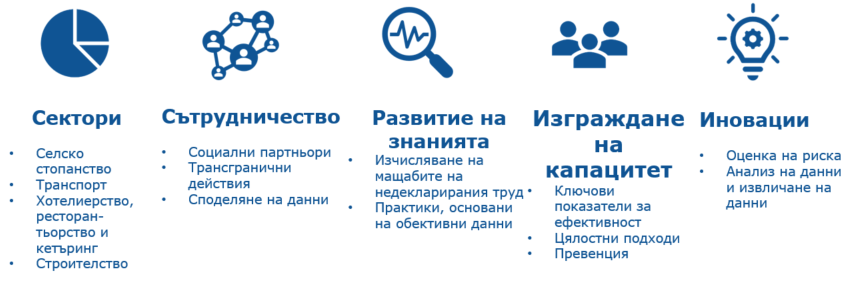 Сектори
• Селско
стопанство
• Транспорт
• Хотелиерство,
ресторан-
тьорство и
кетъринг
• Строителство
Сътрудничество
• Социални партньори
• Трансгранични
действия
• Споделяне на данни
Развитие на
знанията
• Изчисляване на
мащабите на
недекларирания труд
• Практики, основани
на обективни данни
Изграждане
на
капацитет
• Ключови
показатели за
ефективност
• Цялостни подходи
• Превенция
Иновации
• Оценка на риска
• Анализ на данни
и извличане на
данни